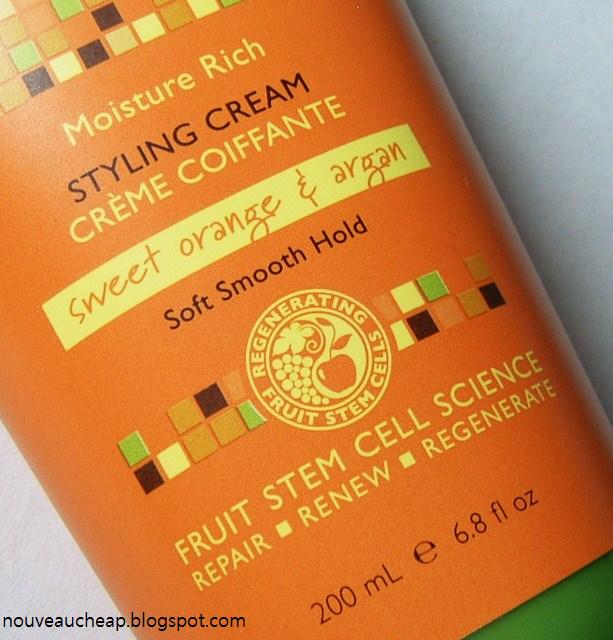 Moisture Rich
STYLING CREAM
CRÈME COIFFANTE
sweet orange & argan
Soft Smooth Hold
REGENERATING
FRUIT STEM CELLS
FRUIT STEM CELL SCIENCE
REPAIR ■ RENEW ■ REGENERATE
200 mL ℮ 6.8 fl oz
nouveaucheap.blogspot.com